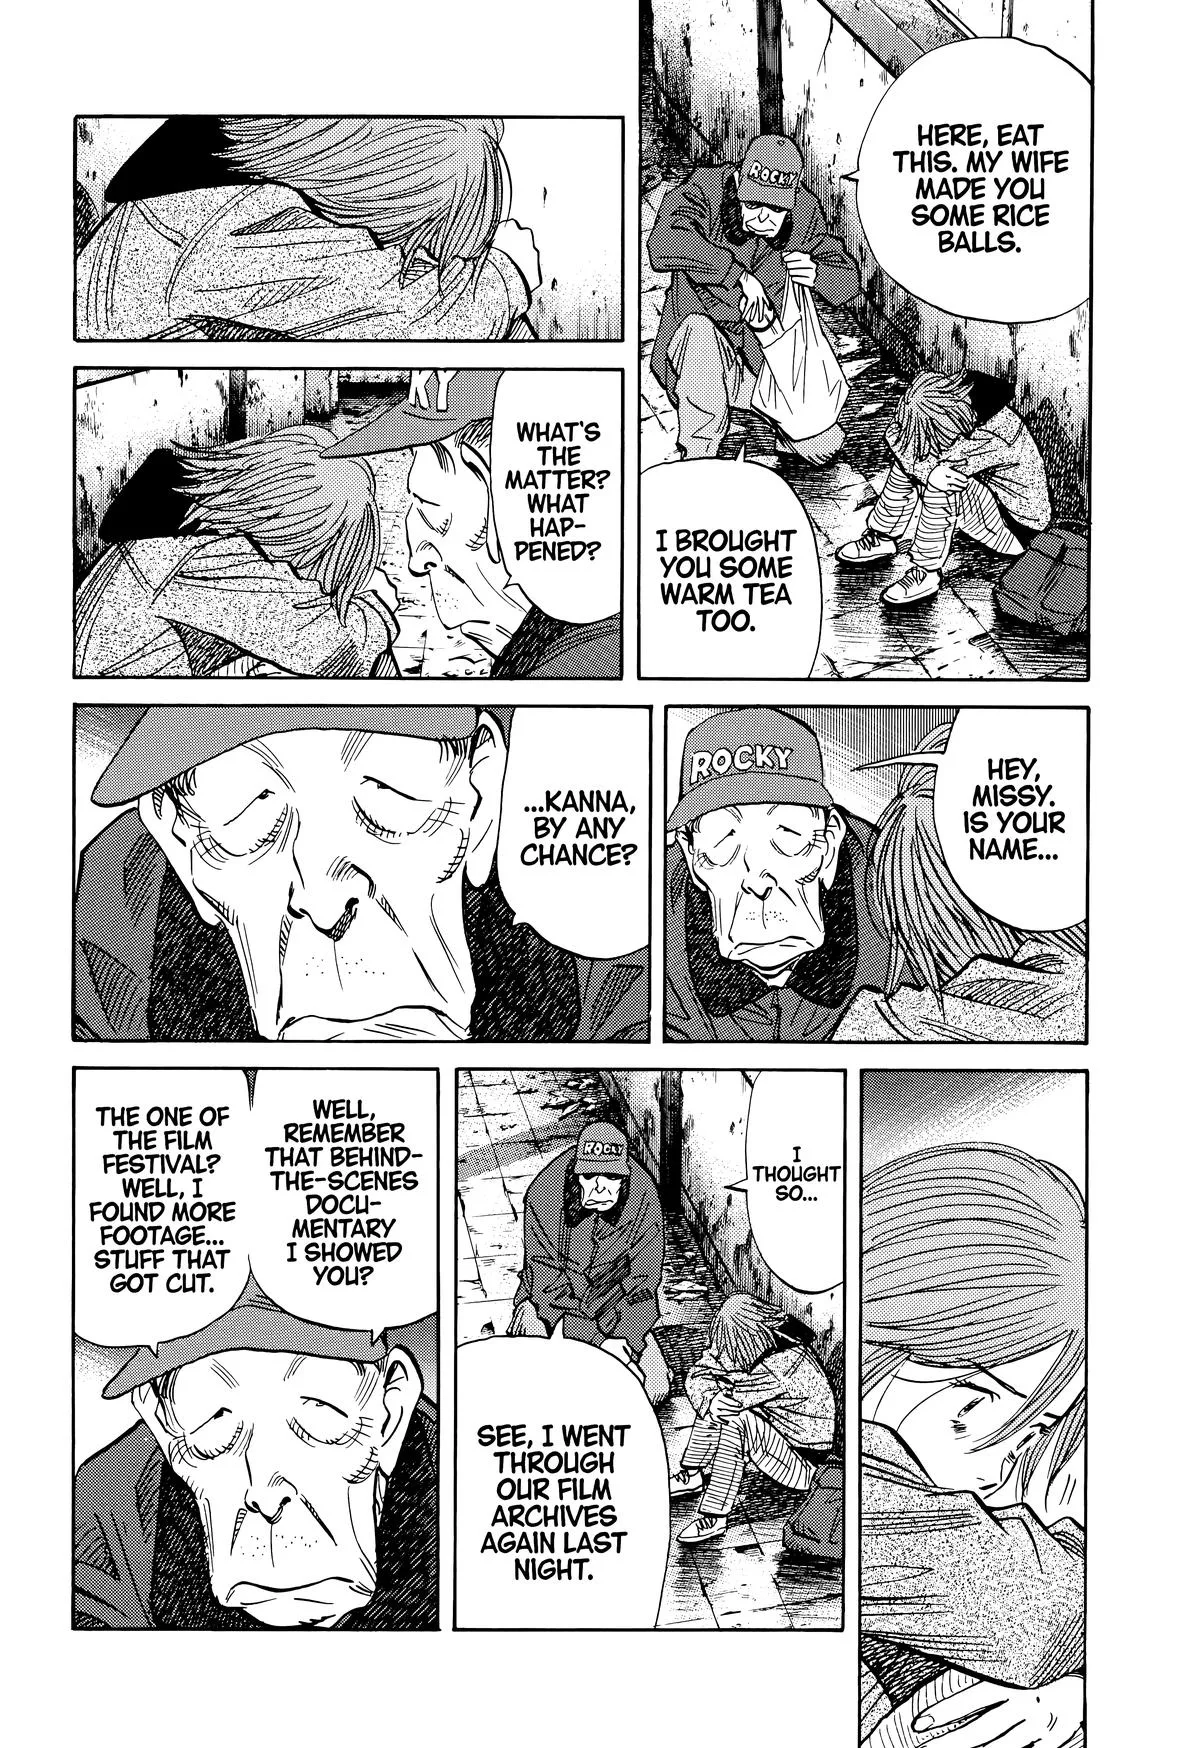 HERE, EAT
THIS. MY WIFE
MADE YOU
SOME RICE
BALLS.
ROCKY
I BROUGHT
YOU SOME
WARM TEA
TOO.
KY
WHAT'S
THE
MATTER?
WHAT
HAP-
PENED?
HEY,
MISSY.
IS YOUR
NAME...
ROCKY
...KANNA,
BY ANY
CHANCE?
I
THOUGHT
SO...
ROCKY
SEE, I WENT
THROUGH
OUR FILM
ARCHIVES
AGAIN LAST
NIGHT.
WELL,
REMEMBER
THAT BEHIND-
THE-SCENES
DOCU-
MENTARY
I SHOWED
YOU?
THE ONE OF
THE FILM
FESTIVAL?
WELL, I
FOUND MORE
FOOTAGE...
STUFF THAT
GOT CUT.